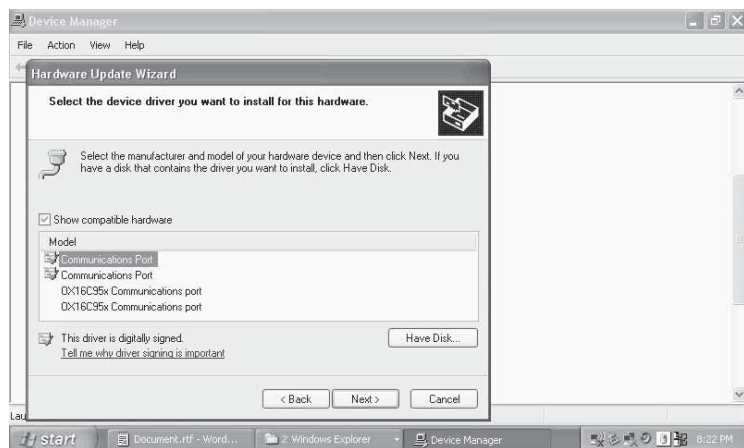 Device Manager
File Action View Help
Hardware Update Wizard
Select the device driver you want to install for this hardware.
Select the manufacturer and model of your hardware device and then click Next. If you
have a disk that contains the driver you want to install, click Have Disk.
Show compatible hardware
Model
Communications Port
Communications Port
OX16C95x Communications port
OX16C95x Communications port
This driver is digitally signed.
Have Disk...
Tell me why driver signing is important
< Back Next > Cancel
Lau
start Document.rtf - Word... 2 Windows Explorer Device Manager 8:22 PM